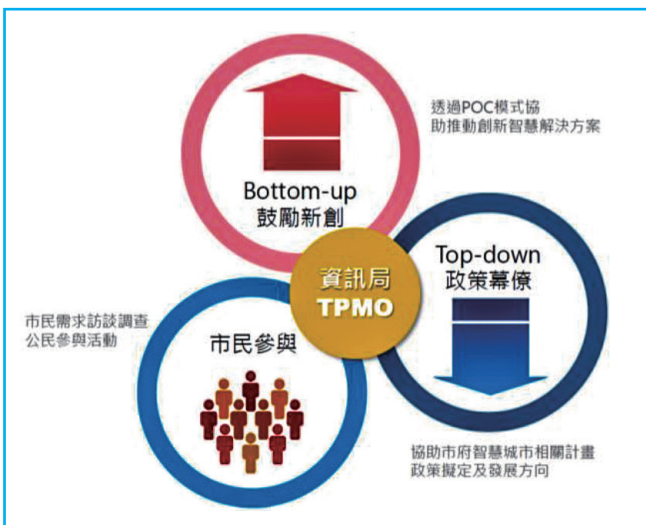 透過POC模式協
助推動創新智慧解決方案
Bottom-up
鼓勵新創
Top-down
政策幕僚
資訊局
TPMO
市民需求訪談調查
公民參與活動
市民參與
協助市府智慧城市相關計畫
政策擬定及發展方向